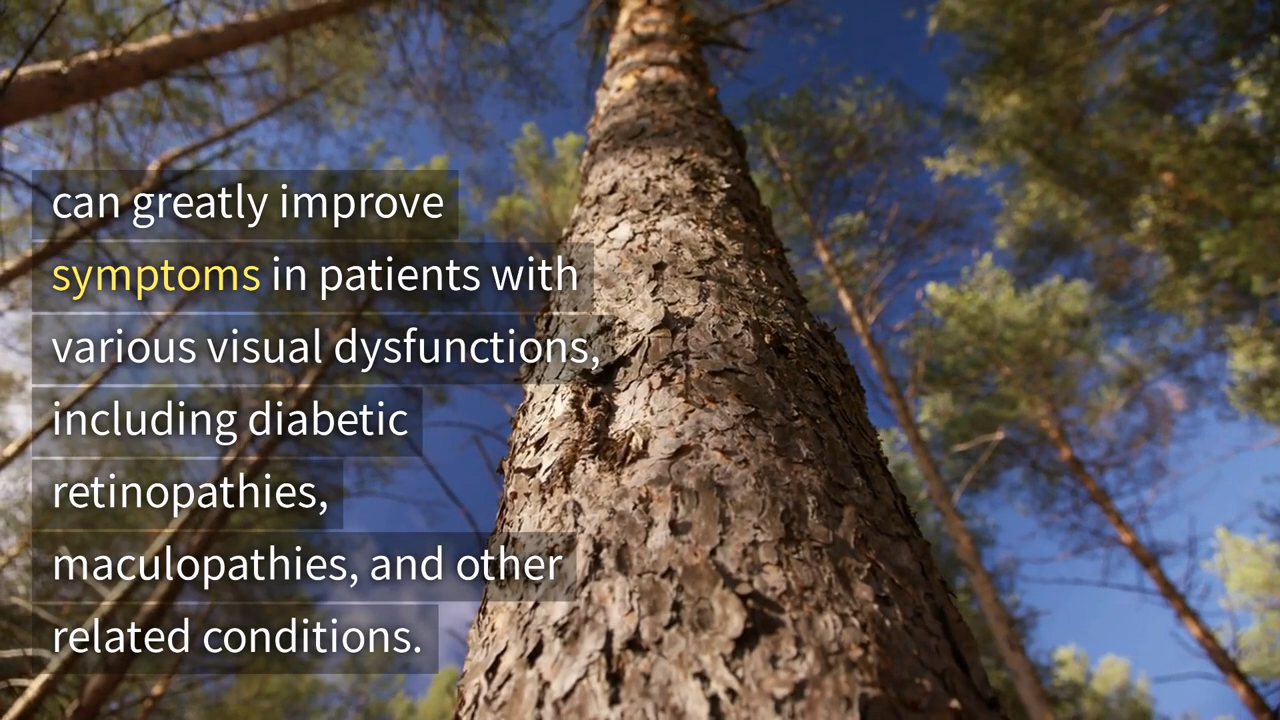 can greatly improve
symptoms in patients with
various visual dysfunctions,
including diabetic
retinopathies,
maculopathies, and other
related conditions.